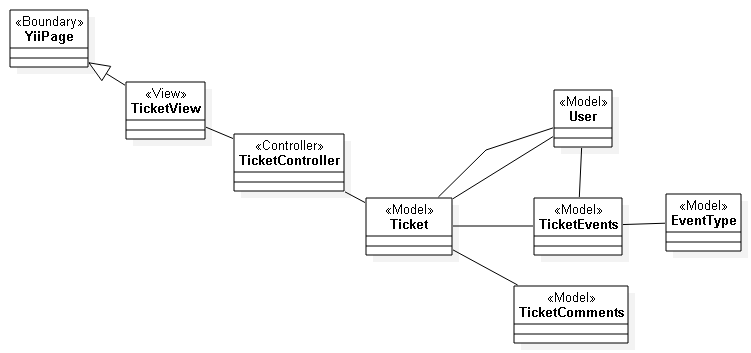 «Boundary»
YiiPage
«View»
TicketView
«Controller»
TicketController
«Model»
User
«Model»
Ticket
«Model»
TicketEvents
«Model»
EventType
«Model»
TicketComments